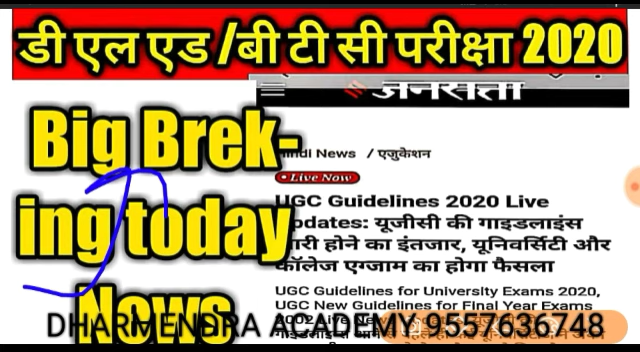 डी एल एड /बी टी सी परीक्षा 2020
जनसत्ता
Big Brek-
ing today
News
Hindi News / एजुकेशन
Live Now
UGC Guidelines 2020 Live
Updates: यूजीसी की गाइडलाइंस
जारी होने का इंतजार, यूनिवर्सिटी और
कॉलेज एग्जाम का होगा फैसला
UGC Guidelines for University Exams 2020,
UGC New Guidelines for Final Year Exams
DHARMENDRA ACADEMY 9557636748